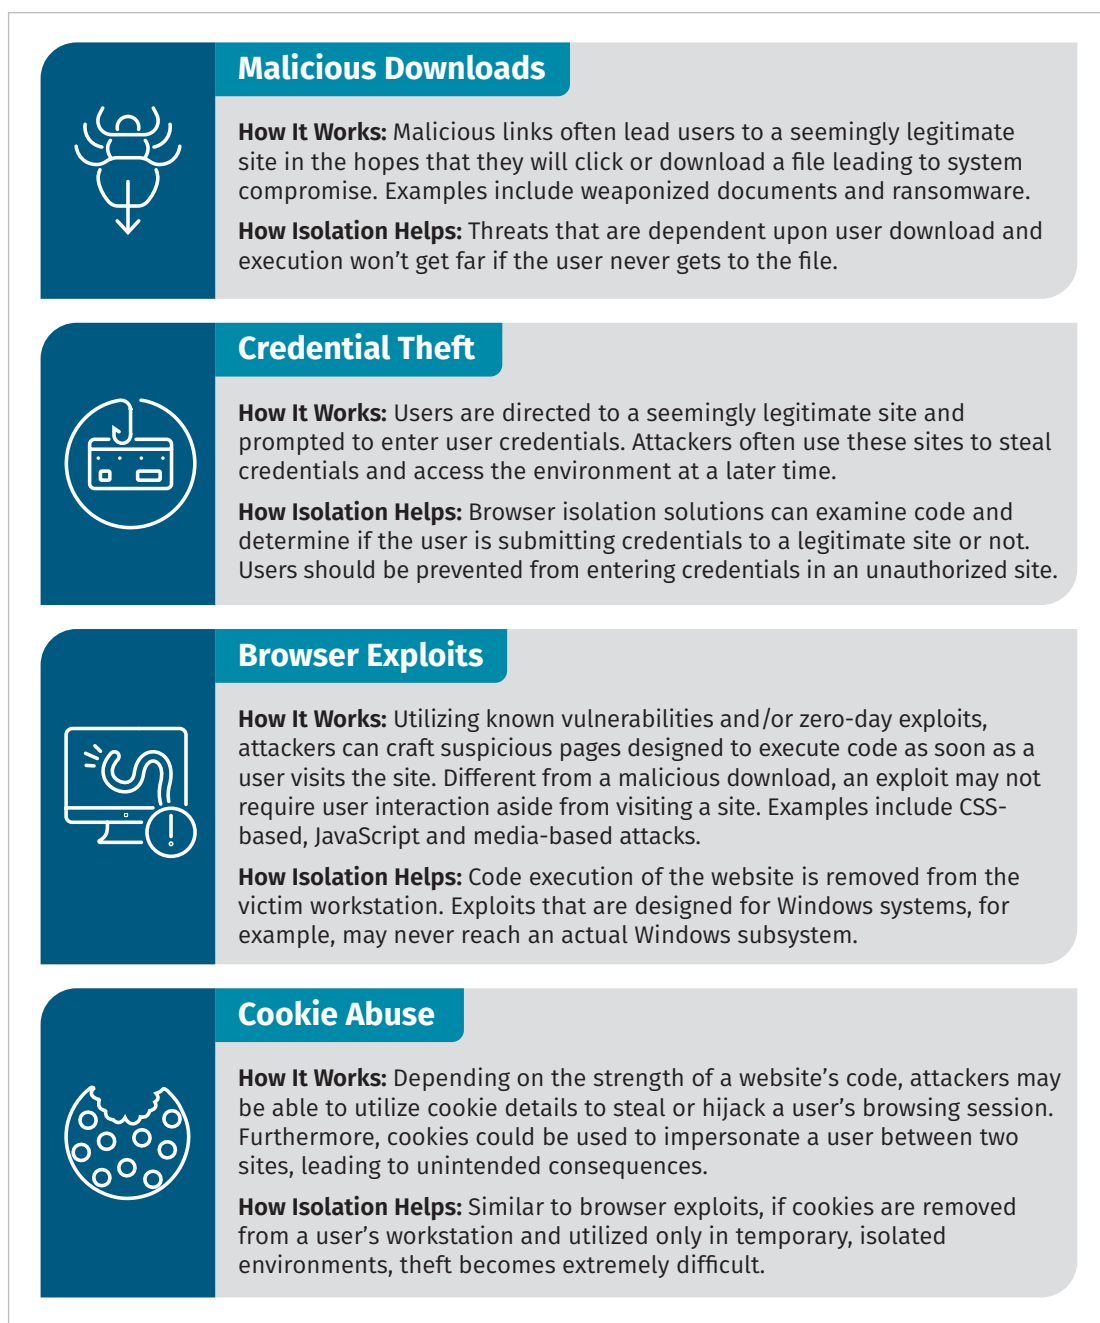 Malicious Downloads
How It Works: Malicious links often lead users to a seemingly legitimate
site in the hopes that they will click or download a file leading to system
compromise. Examples include weaponized documents and ransomware.
How Isolation Helps: Threats that are dependent upon user download and
execution won’t get far if the user never gets to the file.
Credential Theft
How It Works: Users are directed to a seemingly legitimate site and
prompted to enter user credentials. Attackers often use these sites to steal
credentials and access the environment at a later time.
How Isolation Helps: Browser isolation solutions can examine code and
determine if the user is submitting credentials to a legitimate site or not.
Users should be prevented from entering credentials in an unauthorized site.
Browser Exploits
How It Works: Utilizing known vulnerabilities and/or zero-day exploits,
attackers can craft suspicious pages designed to execute code as soon as a
user visits the site. Different from a malicious download, an exploit may not
require user interaction aside from visiting a site. Examples include CSS-
based, JavaScript and media-based attacks.
How Isolation Helps: Code execution of the website is removed from the
victim workstation. Exploits that are designed for Windows systems, for
example, may never reach an actual Windows subsystem.
Cookie Abuse
How It Works: Depending on the strength of a website’s code, attackers may
be able to utilize cookie details to steal or hijack a user’s browsing session.
Furthermore, cookies could be used to impersonate a user between two
sites, leading to unintended consequences.
How Isolation Helps: Similar to browser exploits, if cookies are removed
from a user’s workstation and utilized only in temporary, isolated
environments, theft becomes extremely difficult.